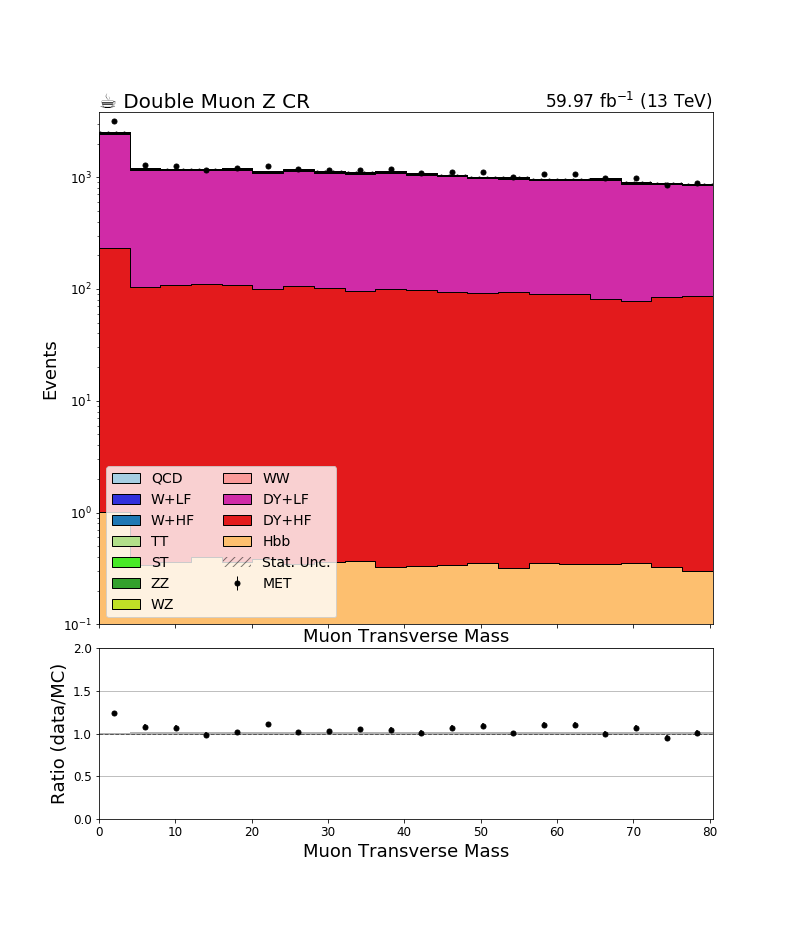 ☕ Double Muon Z CR
59.97 fb⁻¹ (13 TeV)
Events
10³
10²
10¹
10⁰
10⁻¹
QCD
W+LF
W+HF
TT
ST
ZZ
WZ
WW
DY+LF
DY+HF
Hbb
Stat. Unc.
MET
Muon Transverse Mass
Ratio (data/MC)
2.0
1.5
1.0
0.5
0.0
0 10 20 30 40 50 60 70 80
Muon Transverse Mass